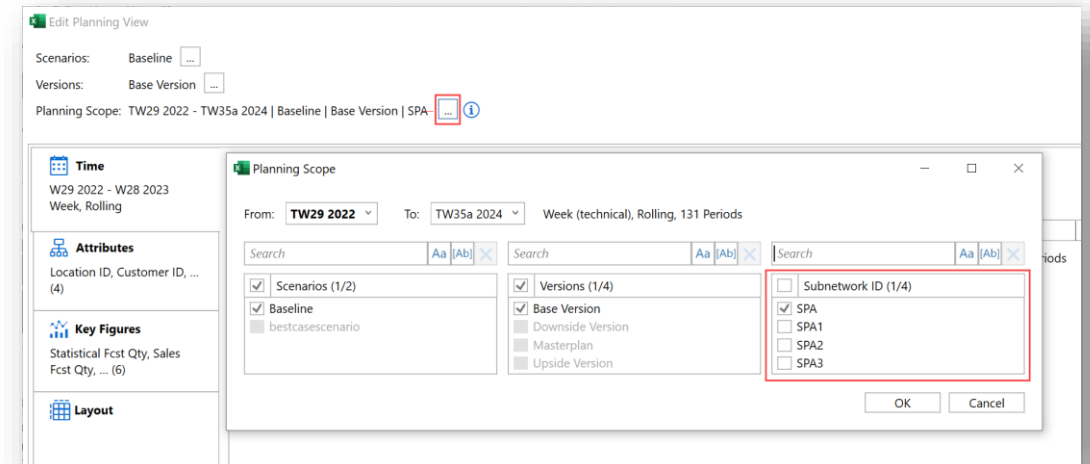 Edit Planning View
Scenarios: Baseline ...
Versions: Base Version ...
Planning Scope: TW29 2022 - TW35a 2024 | Baseline | Base Version | SPA- ... i
Time
W29 2022 - W28 2023
Week, Rolling
Attributes
Location ID, Customer ID, ...
(4)
Key Figures
Statistical Fcst Qty, Sales
Fcst Qty, ... (6)
Layout
Planning Scope
From: TW29 2022 To: TW35a 2024 Week (technical), Rolling, 131 Periods
Search Aa [Ab] Search Aa [Ab] Search Aa [Ab]
Scenarios (1/2) Versions (1/4) Subnetwork ID (1/4)
Baseline Base Version SPA
bestcasescenario Downside Version SPA1
Masterplan SPA2
Upside Version SPA3
OK Cancel
iods